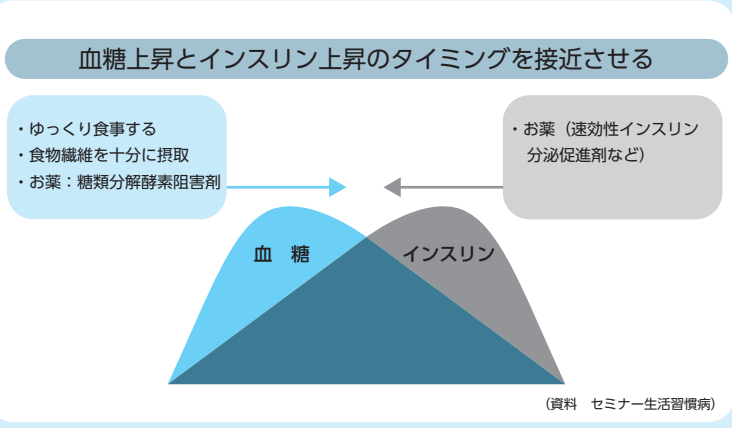 血糖上昇とインスリン上昇のタイミングを接近させる
・ゆっくり食事する
・食物繊維を十分に摂取
・お薬：糖類分解酵素阻害剤
・お薬（速効性インスリン
分泌促進剤など）
血　糖
インスリン
（資料　セミナー生活習慣病）